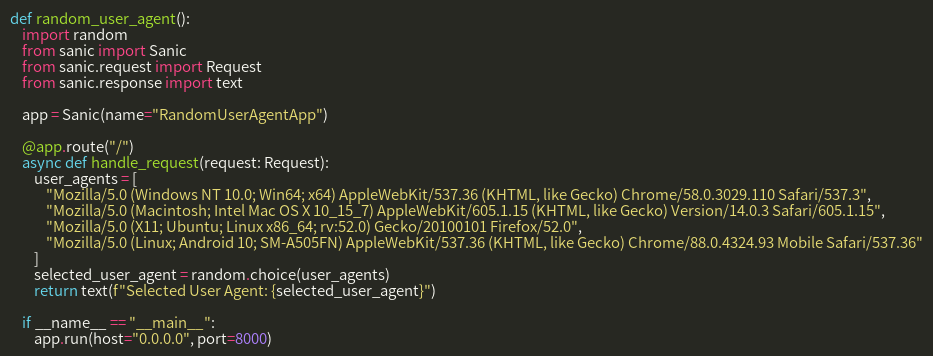 def random_user_agent():
    import random
    from sanic import Sanic
    from sanic.request import Request
    from sanic.response import text

    app = Sanic(name="RandomUserAgentApp")

    @app.route("/")
    async def handle_request(request: Request):
        user_agents = [
            "Mozilla/5.0 (Windows NT 10.0; Win64; x64) AppleWebKit/537.36 (KHTML, like Gecko) Chrome/58.0.3029.110 Safari/537.3",
            "Mozilla/5.0 (Macintosh; Intel Mac OS X 10_15_7) AppleWebKit/605.1.15 (KHTML, like Gecko) Version/14.0.3 Safari/605.1.15",
            "Mozilla/5.0 (X11; Ubuntu; Linux x86_64; rv:52.0) Gecko/20100101 Firefox/52.0",
            "Mozilla/5.0 (Linux; Android 10; SM-A505FN) AppleWebKit/537.36 (KHTML, like Gecko) Chrome/88.0.4324.93 Mobile Safari/537.36"
        ]
        selected_user_agent = random.choice(user_agents)
        return text(f"Selected User Agent: {selected_user_agent}")

    if __name__ == "__main__":
        app.run(host="0.0.0.0", port=8000)